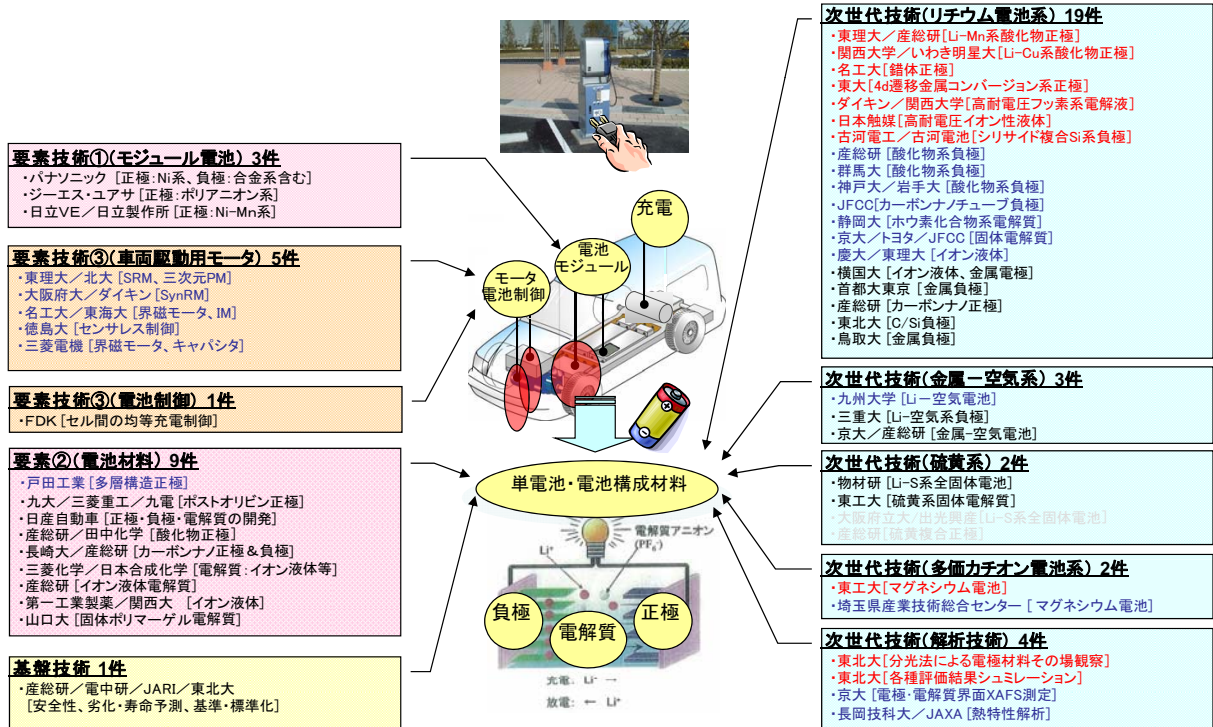 要素技術①(モジュール電池) 3件
・パナソニック [正極:Ni系、負極:合金系含む]
・ジーエス・ユアサ [正極:ポリアニオン系]
・日立VE/日立製作所 [正極:Ni-Mn系]
要素技術③(車両駆動用モータ) 5件
・東理大/北大 [SRM、三次元PM]
・大阪府大/ダイキン [SynRM]
・名工大/東海大 [界磁モータ、IM]
・徳島大 [センサレス制御]
・三菱電機 [界磁モータ、キャパシタ]
要素技術③(電池制御) 1件
・FDK [セル間の均等充電制御]
要素②(電池材料) 9件
・戸田工業 [多層構造正極]
・九大/三菱重工/九電 [ポストオリビン正極]
・日産自動車 [正極・負極・電解質の開発]
・産総研/田中化学 [酸化物正極]
・長崎大/産総研 [カーボンナノ正極&負極]
・三菱化学/日本合成化学 [電解質:イオン液体等]
・産総研 [イオン液体電解質]
・第一工業製薬/関西大 [イオン液体]
・山口大 [固体ポリマーゲル電解質]
基盤技術 1件
・産総研/電中研/JARI/東北大
[安全性、劣化・寿命予測、基準・標準化]
充電
電池
モジュール
モータ
電池制御
単電池・電池構成材料
電解質アニオン
(PF₆⁻)
Li⁺
負極
電解質
正極
充電: Li⁺ →
放電: ← Li⁺
次世代技術(リチウム電池系) 19件
・東理大/産総研[Li-Mn系酸化物正極]
・関西大学/いわき明星大[Li-Cu系酸化物正極]
・名工大[錯体正極]
・東大[4d遷移金属コンバージョン系正極]
・ダイキン/関西大学[高耐電圧フッ素系電解液]
・日本触媒[高耐電圧イオン性液体]
・古河電工/古河電池[シリサイド複合Si系負極]
・産総研 [酸化物系負極]
・群馬大 [酸化物系負極]
・神戸大/岩手大 [酸化物系負極]
・JFCC[カーボンナノチューブ負極]
・静岡大 [ホウ素化合物系電解質]
・京大/トヨタ/JFCC [固体電解質]
・慶大/東理大 [イオン液体]
・横国大 [イオン液体、金属電極]
・首都大東京 [金属負極]
・産総研 [カーボンナノ正極]
・東北大 [C/Si負極]
・鳥取大 [金属負極]
次世代技術(金属-空気系) 3件
・九州大学 [Li-空気電池]
・三重大 [Li-空気系負極]
・京大/産総研 [金属-空気電池]
次世代技術(硫黄系) 2件
・物材研 [Li-S系全固体電池]
・東工大 [硫黄系固体電解質]
・大阪府立大/出光興産[Li-S系全固体電池]
・産総研[硫黄複合正極]
次世代技術(多価カチオン電池系) 2件
・東工大[マグネシウム電池]
・埼玉県産業技術総合センター [ マグネシウム電池]
次世代技術(解析技術) 4件
・東北大[分光法による電極材料その場観察]
・東北大[各種評価結果シュミレーション]
・京大 [電極・電解質界面XAFS測定]
・長岡技科大/JAXA [熱特性解析]